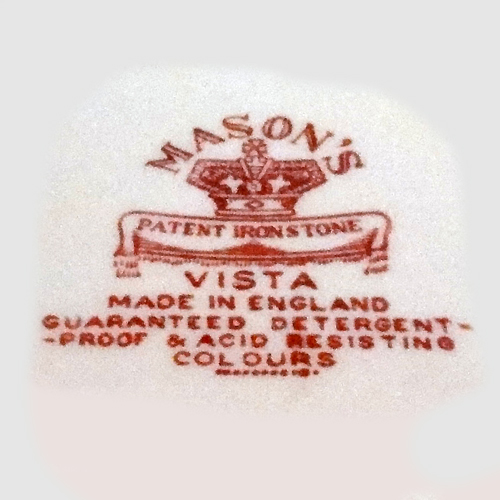 MASON'S
PATENT IRONSTONE
VISTA
MADE IN ENGLAND
GUARANTEED DETERGENT-
-PROOF & ACID RESISTING
COLOURS